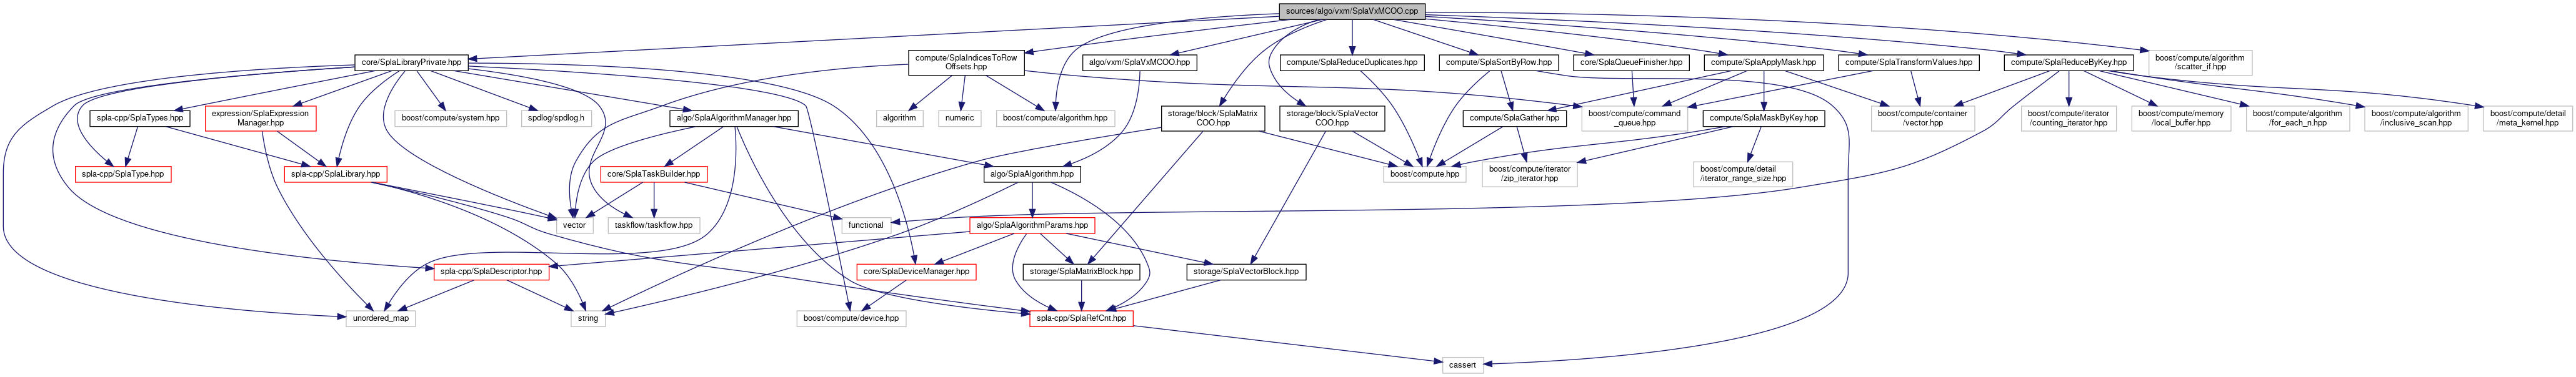 sources/algo/vxm/SplaVxMCOO.cpp
core/SplaLibraryPrivate.hpp
compute/SplaIndicesToRow
Offsets.hpp
algo/vxm/SplaVxMCOO.hpp
compute/SplaReduceDuplicates.hpp
compute/SplaSortByRow.hpp
core/SplaQueueFinisher.hpp
compute/SplaApplyMask.hpp
compute/SplaTransformValues.hpp
compute/SplaReduceByKey.hpp
boost/compute/algorithm
/scatter_if.hpp
spla-cpp/SplaTypes.hpp
expression/SplaExpression
Manager.hpp
boost/compute/system.hpp
spdlog/spdlog.h
algo/SplaAlgorithmManager.hpp
algorithm
numeric
boost/compute/algorithm.hpp
storage/block/SplaMatrix
COO.hpp
storage/block/SplaVector
COO.hpp
compute/SplaGather.hpp
boost/compute/command
_queue.hpp
compute/SplaMaskByKey.hpp
boost/compute/container
/vector.hpp
boost/compute/iterator
/counting_iterator.hpp
boost/compute/memory
/local_buffer.hpp
boost/compute/algorithm
/for_each_n.hpp
boost/compute/algorithm
/inclusive_scan.hpp
boost/compute/detail
/meta_kernel.hpp
spla-cpp/SplaType.hpp
spla-cpp/SplaLibrary.hpp
core/SplaTaskBuilder.hpp
algo/SplaAlgorithm.hpp
boost/compute.hpp
boost/compute/iterator
/zip_iterator.hpp
boost/compute/detail
/iterator_range_size.hpp
vector
taskflow/taskflow.hpp
functional
algo/SplaAlgorithmParams.hpp
spla-cpp/SplaDescriptor.hpp
core/SplaDeviceManager.hpp
storage/SplaMatrixBlock.hpp
storage/SplaVectorBlock.hpp
unordered_map
string
boost/compute/device.hpp
spla-cpp/SplaRefCnt.hpp
cassert